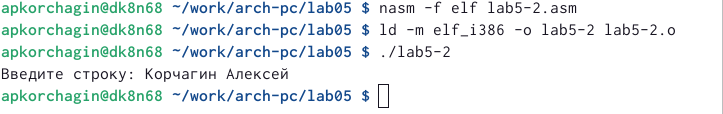 apkorchagin@dk8n68 ~/work/arch-pc/lab05 $ nasm -f elf lab5-2.asm
apkorchagin@dk8n68 ~/work/arch-pc/lab05 $ ld -m elf_i386 -o lab5-2 lab5-2.o
apkorchagin@dk8n68 ~/work/arch-pc/lab05 $ ./lab5-2
Введите строку: Корчагин Алексей
apkorchagin@dk8n68 ~/work/arch-pc/lab05 $